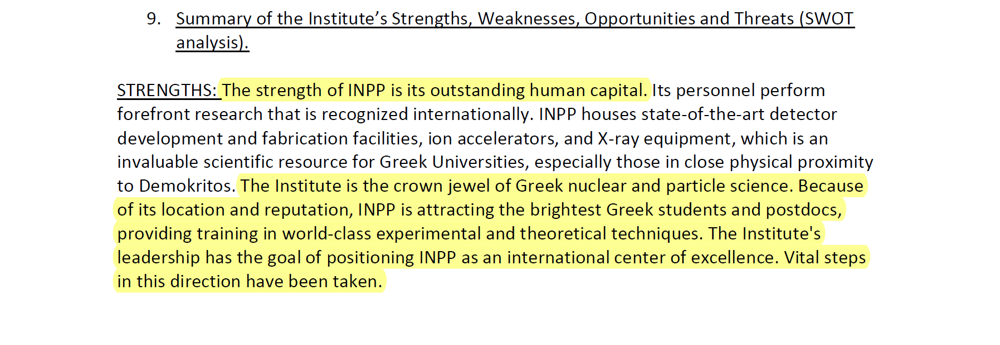 9. Summary of the Institute’s Strengths, Weaknesses, Opportunities and Threats (SWOT
analysis).
STRENGTHS: The strength of INPP is its outstanding human capital. Its personnel perform
forefront research that is recognized internationally. INPP houses state-of-the-art detector
development and fabrication facilities, ion accelerators, and X-ray equipment, which is an
invaluable scientific resource for Greek Universities, especially those in close physical proximity
to Demokritos. The Institute is the crown jewel of Greek nuclear and particle science. Because
of its location and reputation, INPP is attracting the brightest Greek students and postdocs,
providing training in world-class experimental and theoretical techniques. The Institute's
leadership has the goal of positioning INPP as an international center of excellence. Vital steps
in this direction have been taken.